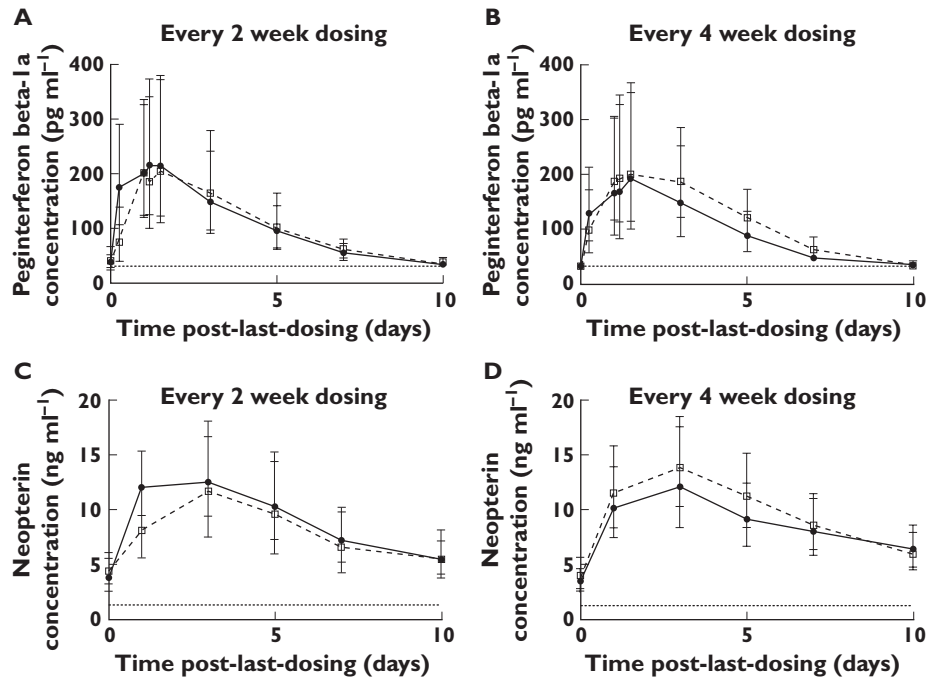 A
Every 2 week dosing
Peginterferon beta-1a
concentration (pg ml⁻¹)
400
300
200
100
0
0
5
10
Time post-last-dosing (days)
B
Every 4 week dosing
Peginterferon beta-1a
concentration (pg ml⁻¹)
400
300
200
100
0
0
5
10
Time post-last-dosing (days)
C
Every 2 week dosing
Neopterin
concentration (ng ml⁻¹)
20
15
10
5
0
0
5
10
Time post-last-dosing (days)
D
Every 4 week dosing
Neopterin
concentration (ng ml⁻¹)
20
15
10
5
0
0
5
10
Time post-last-dosing (days)